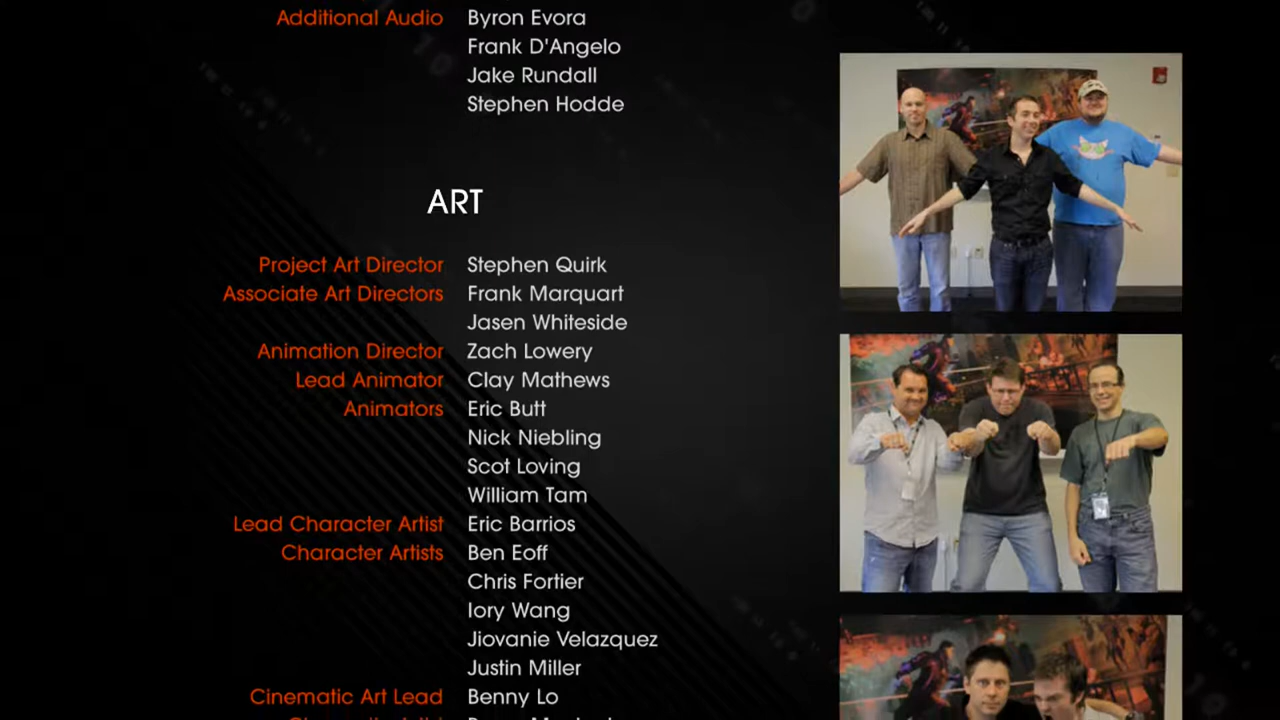 Additional Audio Byron Evora
Frank D'Angelo
Jake Rundall
Stephen Hodde
ART
Project Art Director Stephen Quirk
Associate Art Directors Frank Marquart
Jasen Whiteside
Animation Director Zach Lowery
Lead Animator Clay Mathews
Animators Eric Butt
Nick Niebling
Scot Loving
William Tam
Lead Character Artist Eric Barrios
Character Artists Ben Eoff
Chris Fortier
Iory Wang
Jiovanie Velazquez
Justin Miller
Cinematic Art Lead Benny Lo